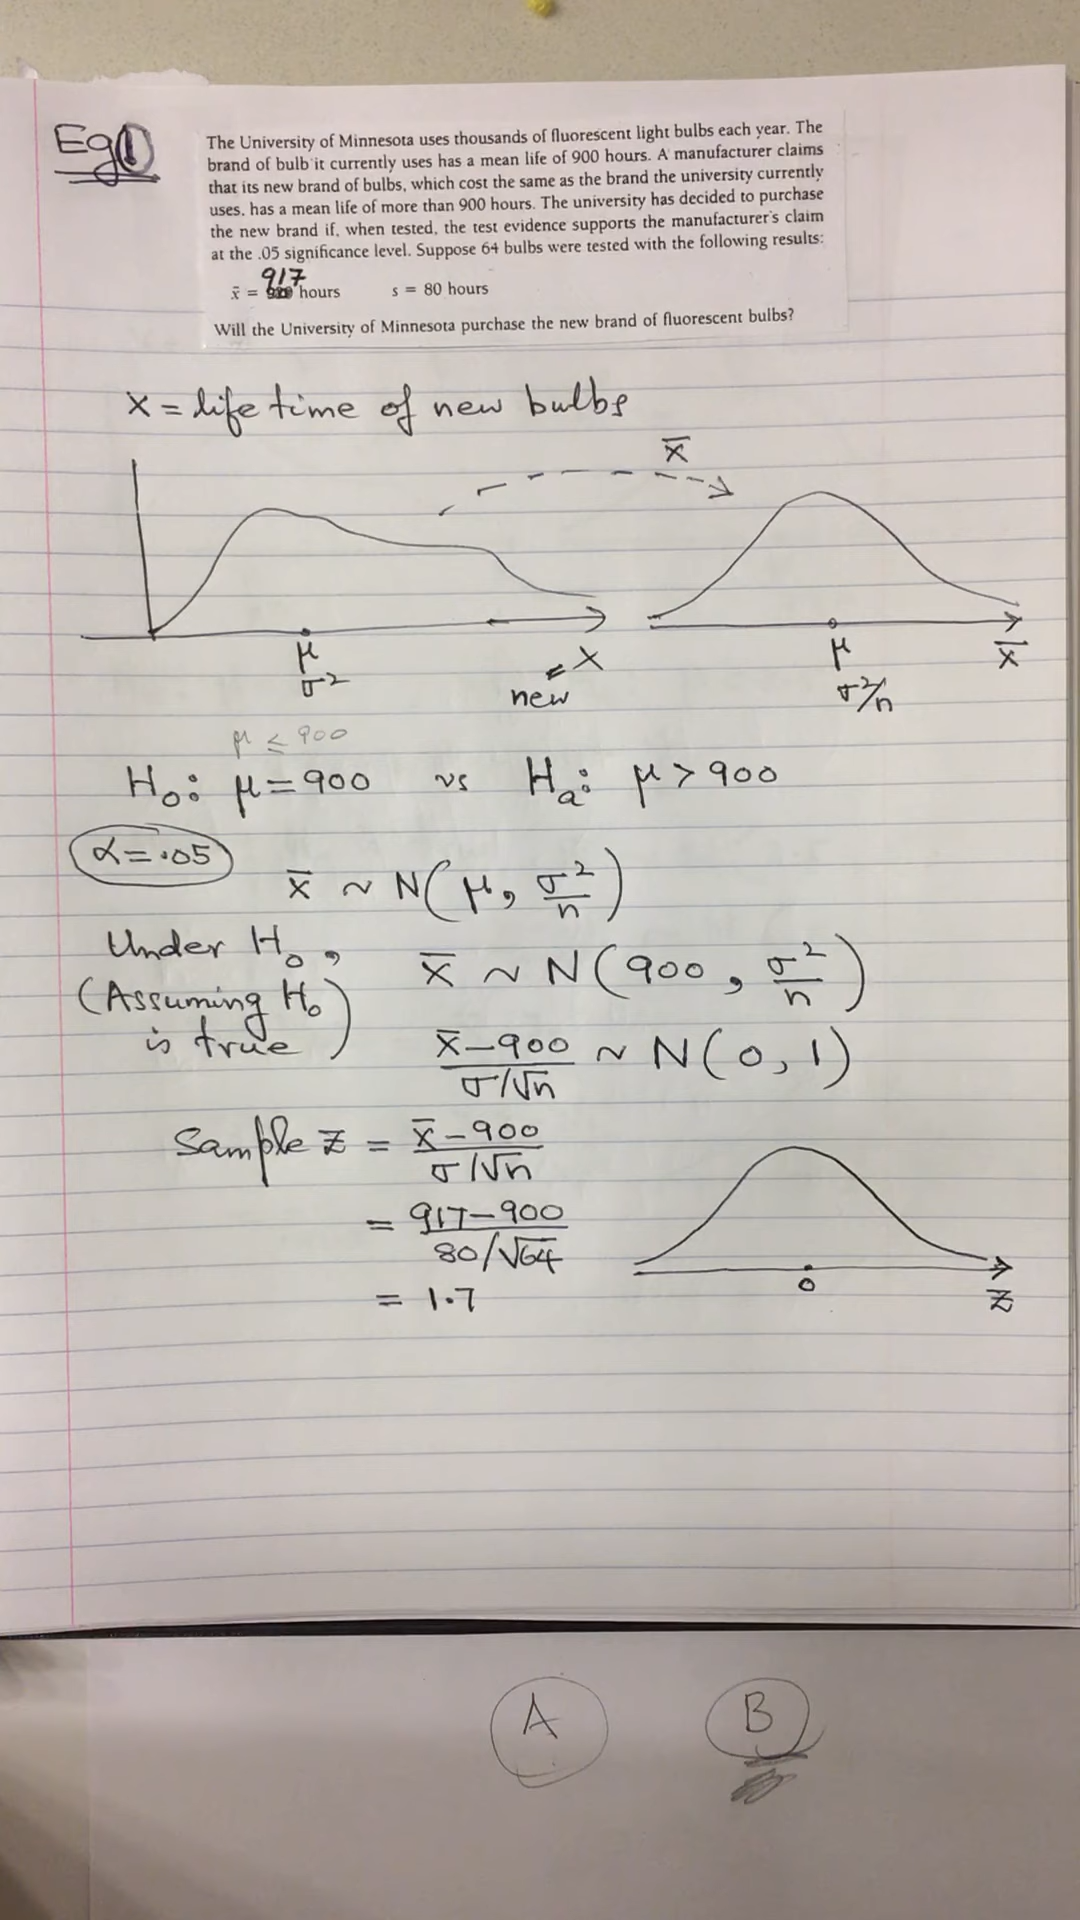 Eg ①
The University of Minnesota uses thousands of fluorescent light bulbs each year. The
brand of bulb it currently uses has a mean life of 900 hours. A manufacturer claims
that its new brand of bulbs, which cost the same as the brand the university currently
uses, has a mean life of more than 900 hours. The university has decided to purchase
the new brand if, when tested, the test evidence supports the manufacturer's claim
at the .05 significance level. Suppose 64 bulbs were tested with the following results:
x̄ = 917 hours s = 80 hours
Will the University of Minnesota purchase the new brand of fluorescent bulbs?
X = life time of new bulbs
x̄
μ
σ²
X
new
μ
σ²/n
x̄
μ ≤ 900
H₀: μ = 900 vs Hₐ: μ > 900
α = .05
x̄ ~ N(μ, σ²/n)
Under H₀, x̄ ~ N(900, σ²/n)
(Assuming H₀
is true)
(x̄ - 900)/(σ/√n) ~ N(0, 1)
Sample z = (x̄ - 900)/(σ/√n)
= (917 - 900)/(80/√64)
= 1.7
0
z
A B